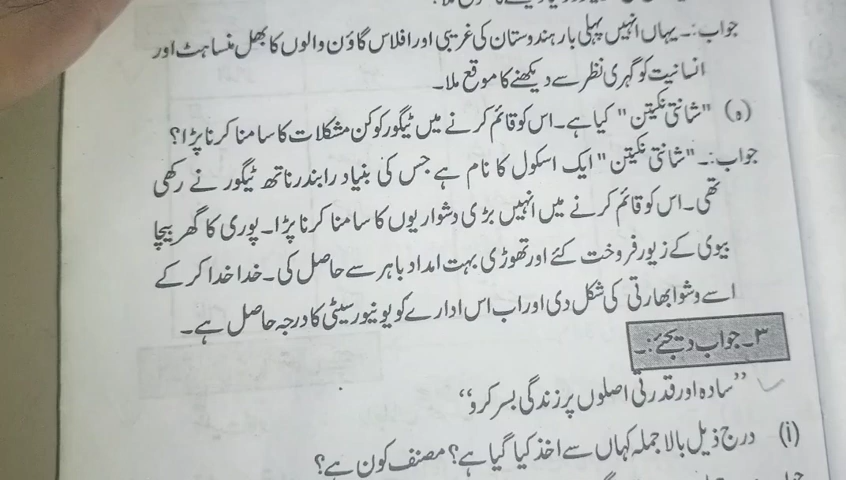 جواب:۔ یہاں انہیں پہلی بار ہندوستان کی غریبی اور افلاس گاؤں والوں کا بھل منساہٹ اور
انسانیت کو گہری نظر سے دیکھنے کا موقع ملا۔
(ہ) "شانتی نکیتن" کیا ہے۔ اس کو قائم کرنے میں ٹیگور کو کن مشکلات کا سامنا کرنا پڑا؟
جواب:۔ "شانتی نکیتن" ایک اسکول کا نام ہے جس کی بنیاد رابندر ناتھ ٹیگور نے رکھی
تھی۔ اس کو قائم کرنے میں انہیں بڑی دشواریوں کا سامنا کرنا پڑا۔ پوری کا گھر بیچا
بیوی کے زیور فروخت کئے اور تھوڑی بہت امداد باہر سے حاصل کی۔ خدا خدا کر کے
اسے وشوا بھارتی کی شکل دی اور اب اس ادارے کو یونیورسیٹی کا درجہ حاصل ہے۔
۳۔ جواب دیجئے:۔
"سادہ اور قدرتی اصلوں پر زندگی بسر کرو"
(i) درج ذیل بالا جملہ کہاں سے اخذ کیا گیا ہے؟ مصنف کون ہے؟